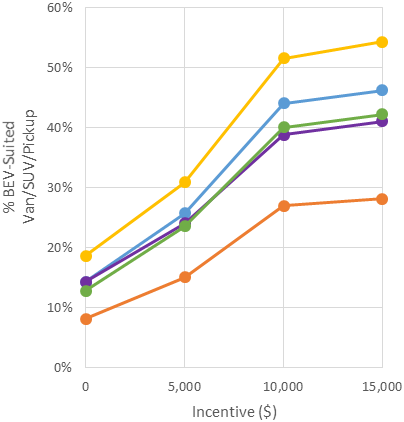 60%
50%
40%
30%
20%
10%
0%
% BEV-Suited
Van/SUV/Pickup
0 5,000 10,000 15,000
Incentive ($)